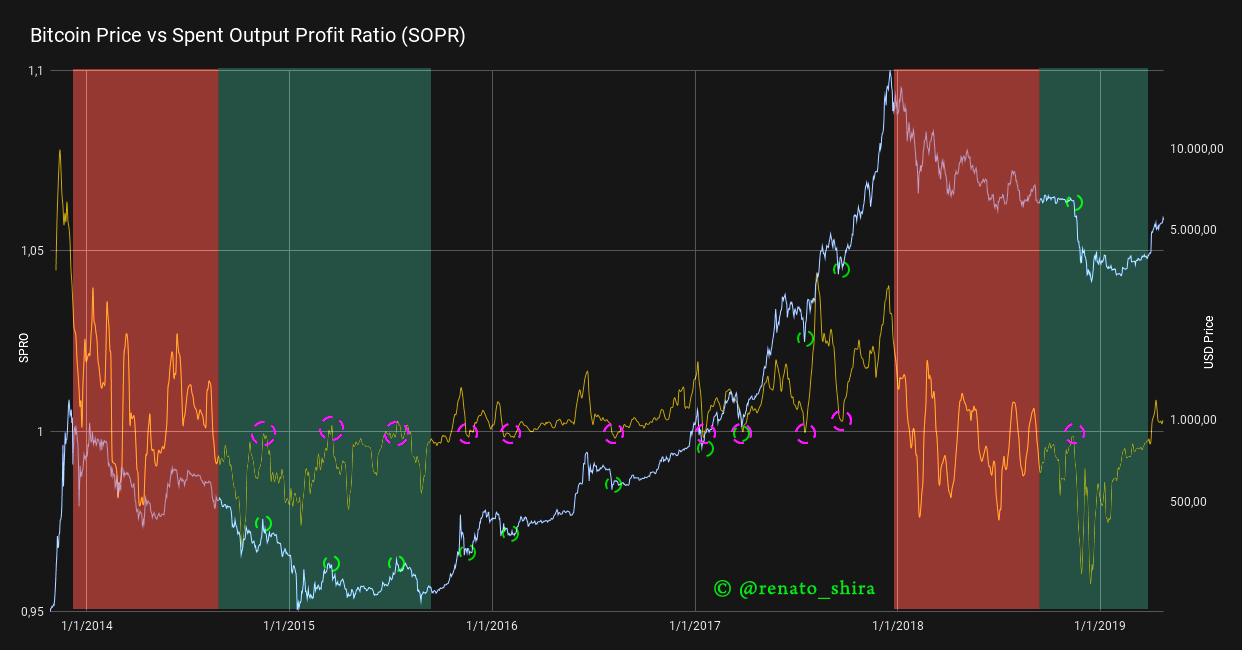 Bitcoin Price vs Spent Output Profit Ratio (SOPR)
1,1
10.000,00
1,05
5.000,00
SPRO
USD Price
1
1.000,00
500,00
© @renato_shira
0,95
1/1/2014 1/1/2015 1/1/2016 1/1/2017 1/1/2018 1/1/2019